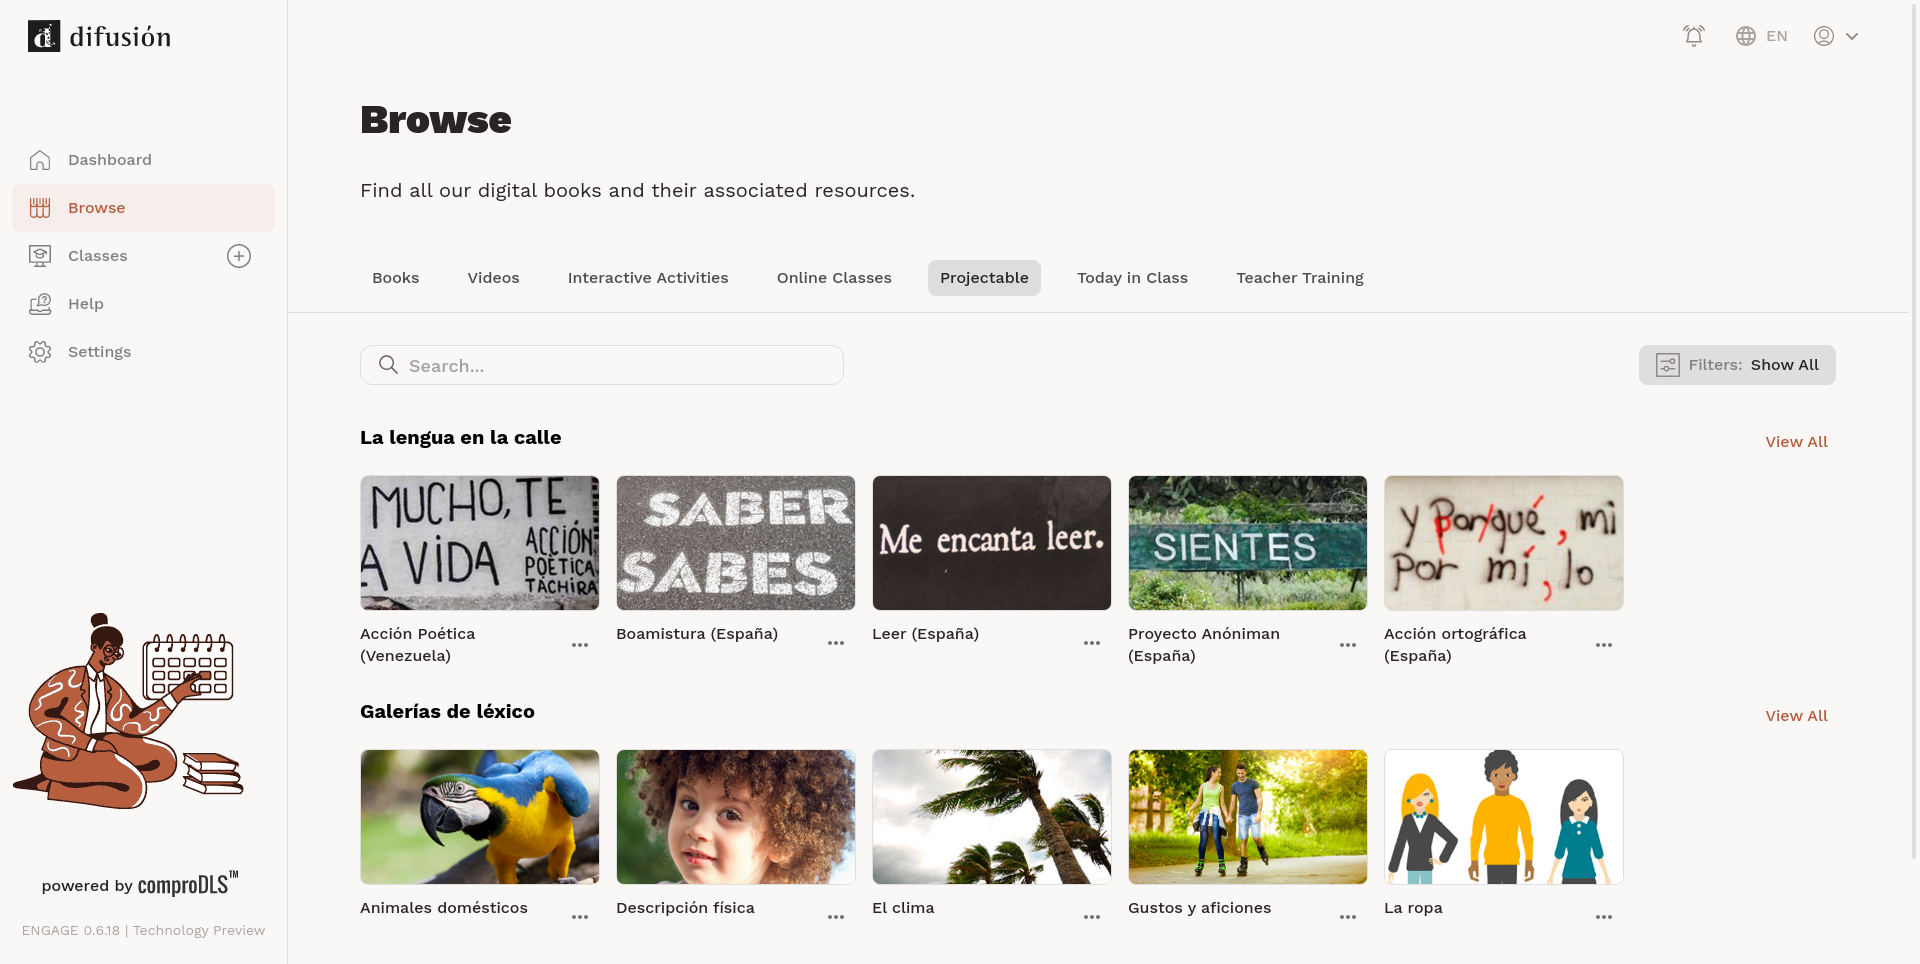 difusión
EN
Dashboard
Browse
Classes
Help
Settings
powered by comproDLS™
ENGAGE 0.6.18 | Technology Preview
Browse
Find all our digital books and their associated resources.
Books Videos Interactive Activities Online Classes Projectable Today in Class Teacher Training
Search...
Filters: Show All
La lengua en la calle
View All
MUCHO, TE
A VIDA
ACCIÓN
POÉTICA
TÁCHIRA
SABER
SABES
Me encanta leer.
SIENTES
y Porqué, mi
por mí, lo
Acción Poética
(Venezuela)
Boamistura (España)
Leer (España)
Proyecto Anóniman
(España)
Acción ortográfica
(España)
Galerías de léxico
View All
Animales domésticos
Descripción física
El clima
Gustos y aficiones
La ropa